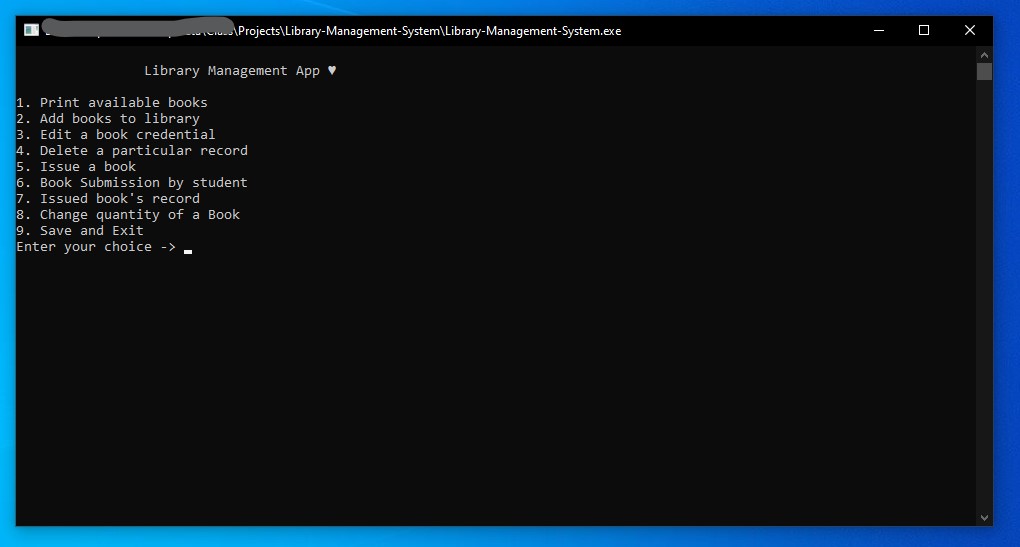 \Projects\Library-Management-System\Library-Management-System.exe
Library Management App ♥
1. Print available books
2. Add books to library
3. Edit a book credential
4. Delete a particular record
5. Issue a book
6. Book Submission by student
7. Issued book's record
8. Change quantity of a Book
9. Save and Exit
Enter your choice ->